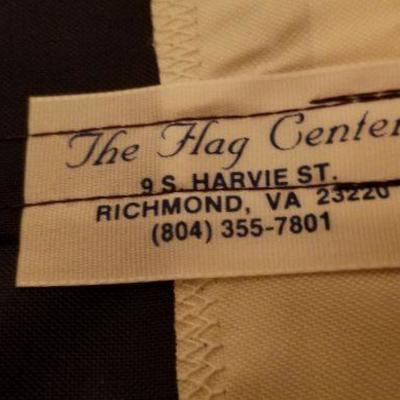 The Flag Center
9 S. HARVIE ST.
RICHMOND, VA 23220
(804) 355-7801